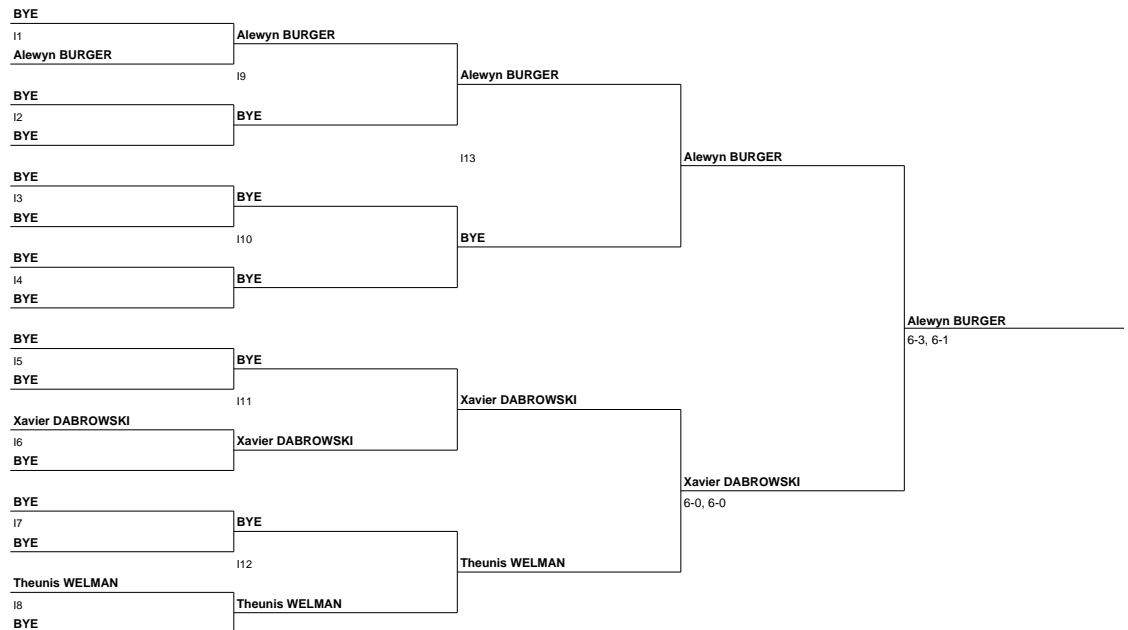 BYE
I1
Alewyn BURGER
Alewyn BURGER
I9
Alewyn BURGER
BYE
I2
BYE
BYE
I13
Alewyn BURGER
BYE
I3
BYE
BYE
I10
BYE
BYE
I4
BYE
BYE
Alewyn BURGER
6-3, 6-1
BYE
I5
BYE
BYE
I11
Xavier DABROWSKI
Xavier DABROWSKI
I6
Xavier DABROWSKI
BYE
Xavier DABROWSKI
6-0, 6-0
BYE
I7
BYE
BYE
I12
Theunis WELMAN
Theunis WELMAN
I8
Theunis WELMAN
BYE